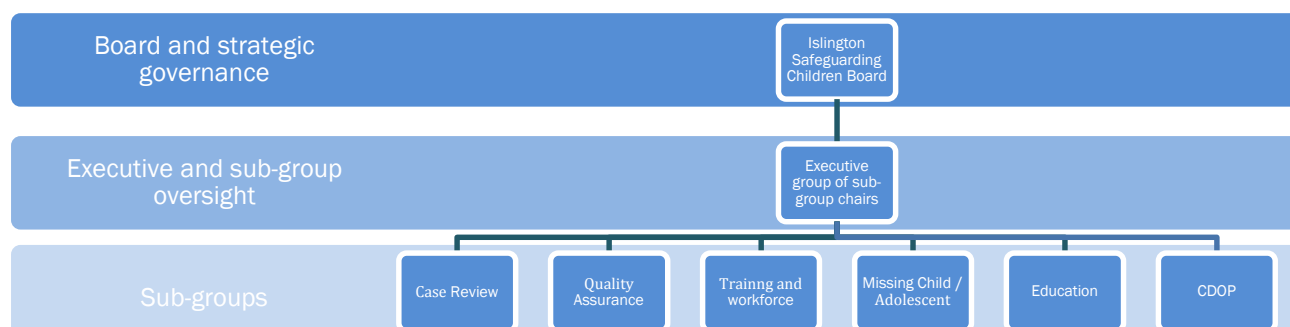 Board and strategic
governance
Islington
Safeguarding
Children Board
Executive and sub-group
oversight
Executive
group of sub-
group chairs
Sub-groups
Case Review
Quality
Assurance
Trainng and
workforce
Missing Child /
Adolescent
Education
CDOP